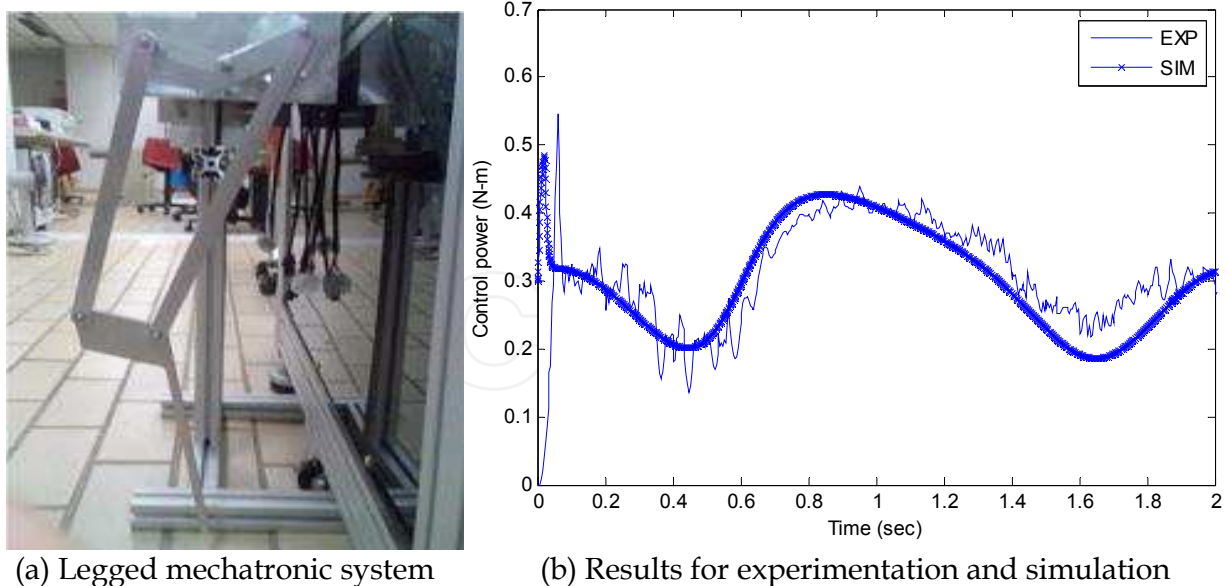 0.7
0.6
0.5
0.4
0.3
0.2
0.1
0
Control power (N-m)
EXP
SIM
0 0.2 0.4 0.6 0.8 1 1.2 1.4 1.6 1.8 2
Time (sec)
(a) Legged mechatronic system
(b) Results for experimentation and simulation